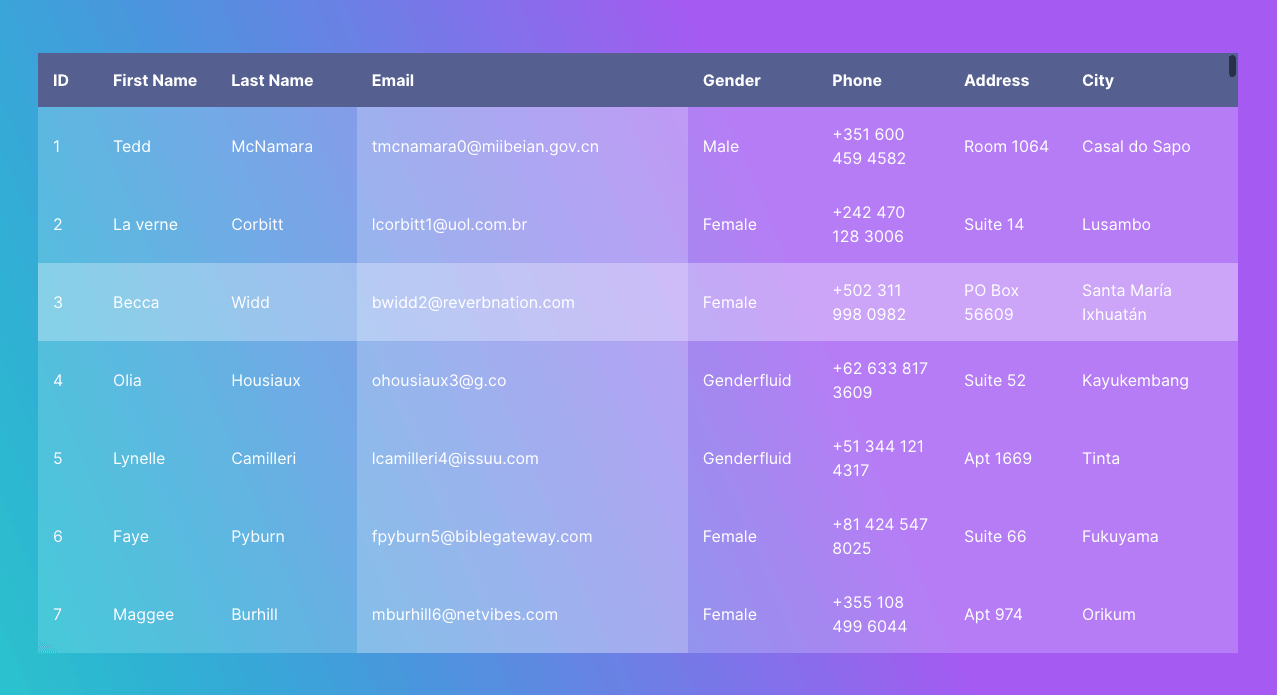 ID First Name Last Name Email Gender Phone Address City
1 Tedd McNamara tmcnamara0@miibeian.gov.cn Male +351 600 459 4582 Room 1064 Casal do Sapo
2 La verne Corbitt lcorbitt1@uol.com.br Female +242 470 128 3006 Suite 14 Lusambo
3 Becca Widd bwidd2@reverbnation.com Female +502 311 998 0982 PO Box 56609 Santa María Ixhuatán
4 Olia Housiaux ohousiaux3@g.co Genderfluid +62 633 817 3609 Suite 52 Kayukembang
5 Lynelle Camilleri lcamilleri4@issuu.com Genderfluid +51 344 121 4317 Apt 1669 Tinta
6 Faye Pyburn fpyburn5@biblegateway.com Female +81 424 547 8025 Suite 66 Fukuyama
7 Maggee Burhill mburhill6@netvibes.com Female +355 108 499 6044 Apt 974 Orikum